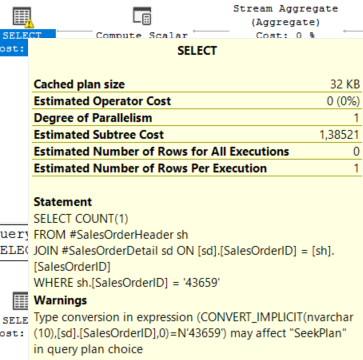 Stream Aggregate
(Aggregate)
SELECT Compute Scalar Cost: 0 %
ost:
SELECT
Cached plan size 32 KB
Estimated Operator Cost 0 (0%)
Degree of Parallelism 1
Estimated Subtree Cost 1,38521
Estimated Number of Rows for All Executions 0
Estimated Number of Rows Per Execution 1
Statement
SELECT COUNT(1)
FROM #SalesOrderHeader sh
JOIN #SalesOrderDetail sd ON [sd].[SalesOrderID] = [sh].
[SalesOrderID]
WHERE sh.[SalesOrderID] = '43659'
Warnings
Type conversion in expression (CONVERT_IMPLICIT(nvarchar
(10),[sd].[SalesOrderID],0)=N'43659') may affect "SeekPlan"
in query plan choice
uery
ELEC
SELE
ost: